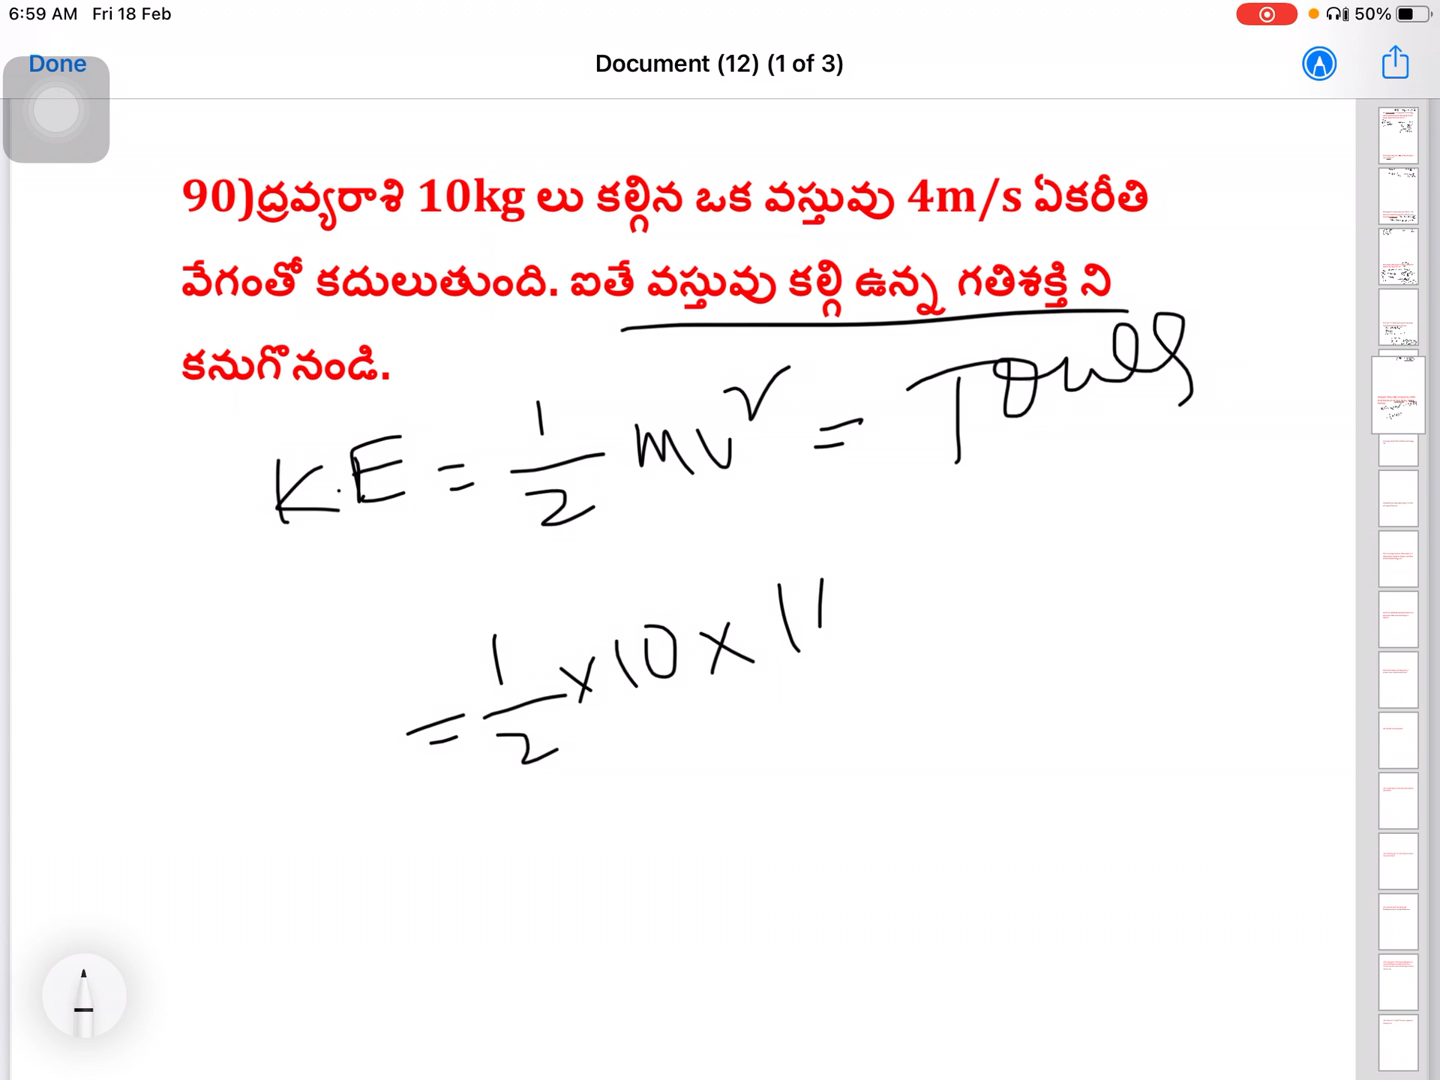 6:59 AM Fri 18 Feb
50%
Done
Document (12) (1 of 3)
90)ద్రవ్యరాశి 10kg లు కల్గిన ఒక వస్తువు 4m/s ఏకరీతి
వేగంతో కదులుతుంది. ఐతే వస్తువు కల్గి ఉన్న గతిశక్తి ని
కనుగొనండి.
K.E = 1/2 mv² =
= 1/2 × 10 × 11